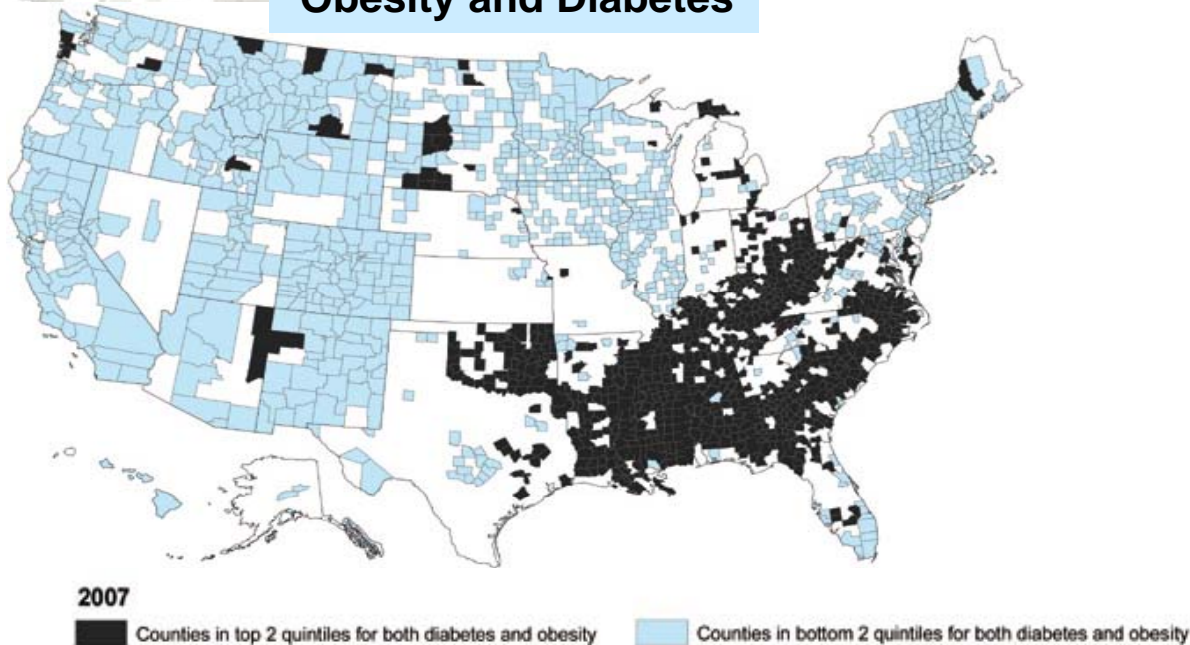 Obesity and Diabetes
2007
Counties in top 2 quintiles for both diabetes and obesity
Counties in bottom 2 quintiles for both diabetes and obesity